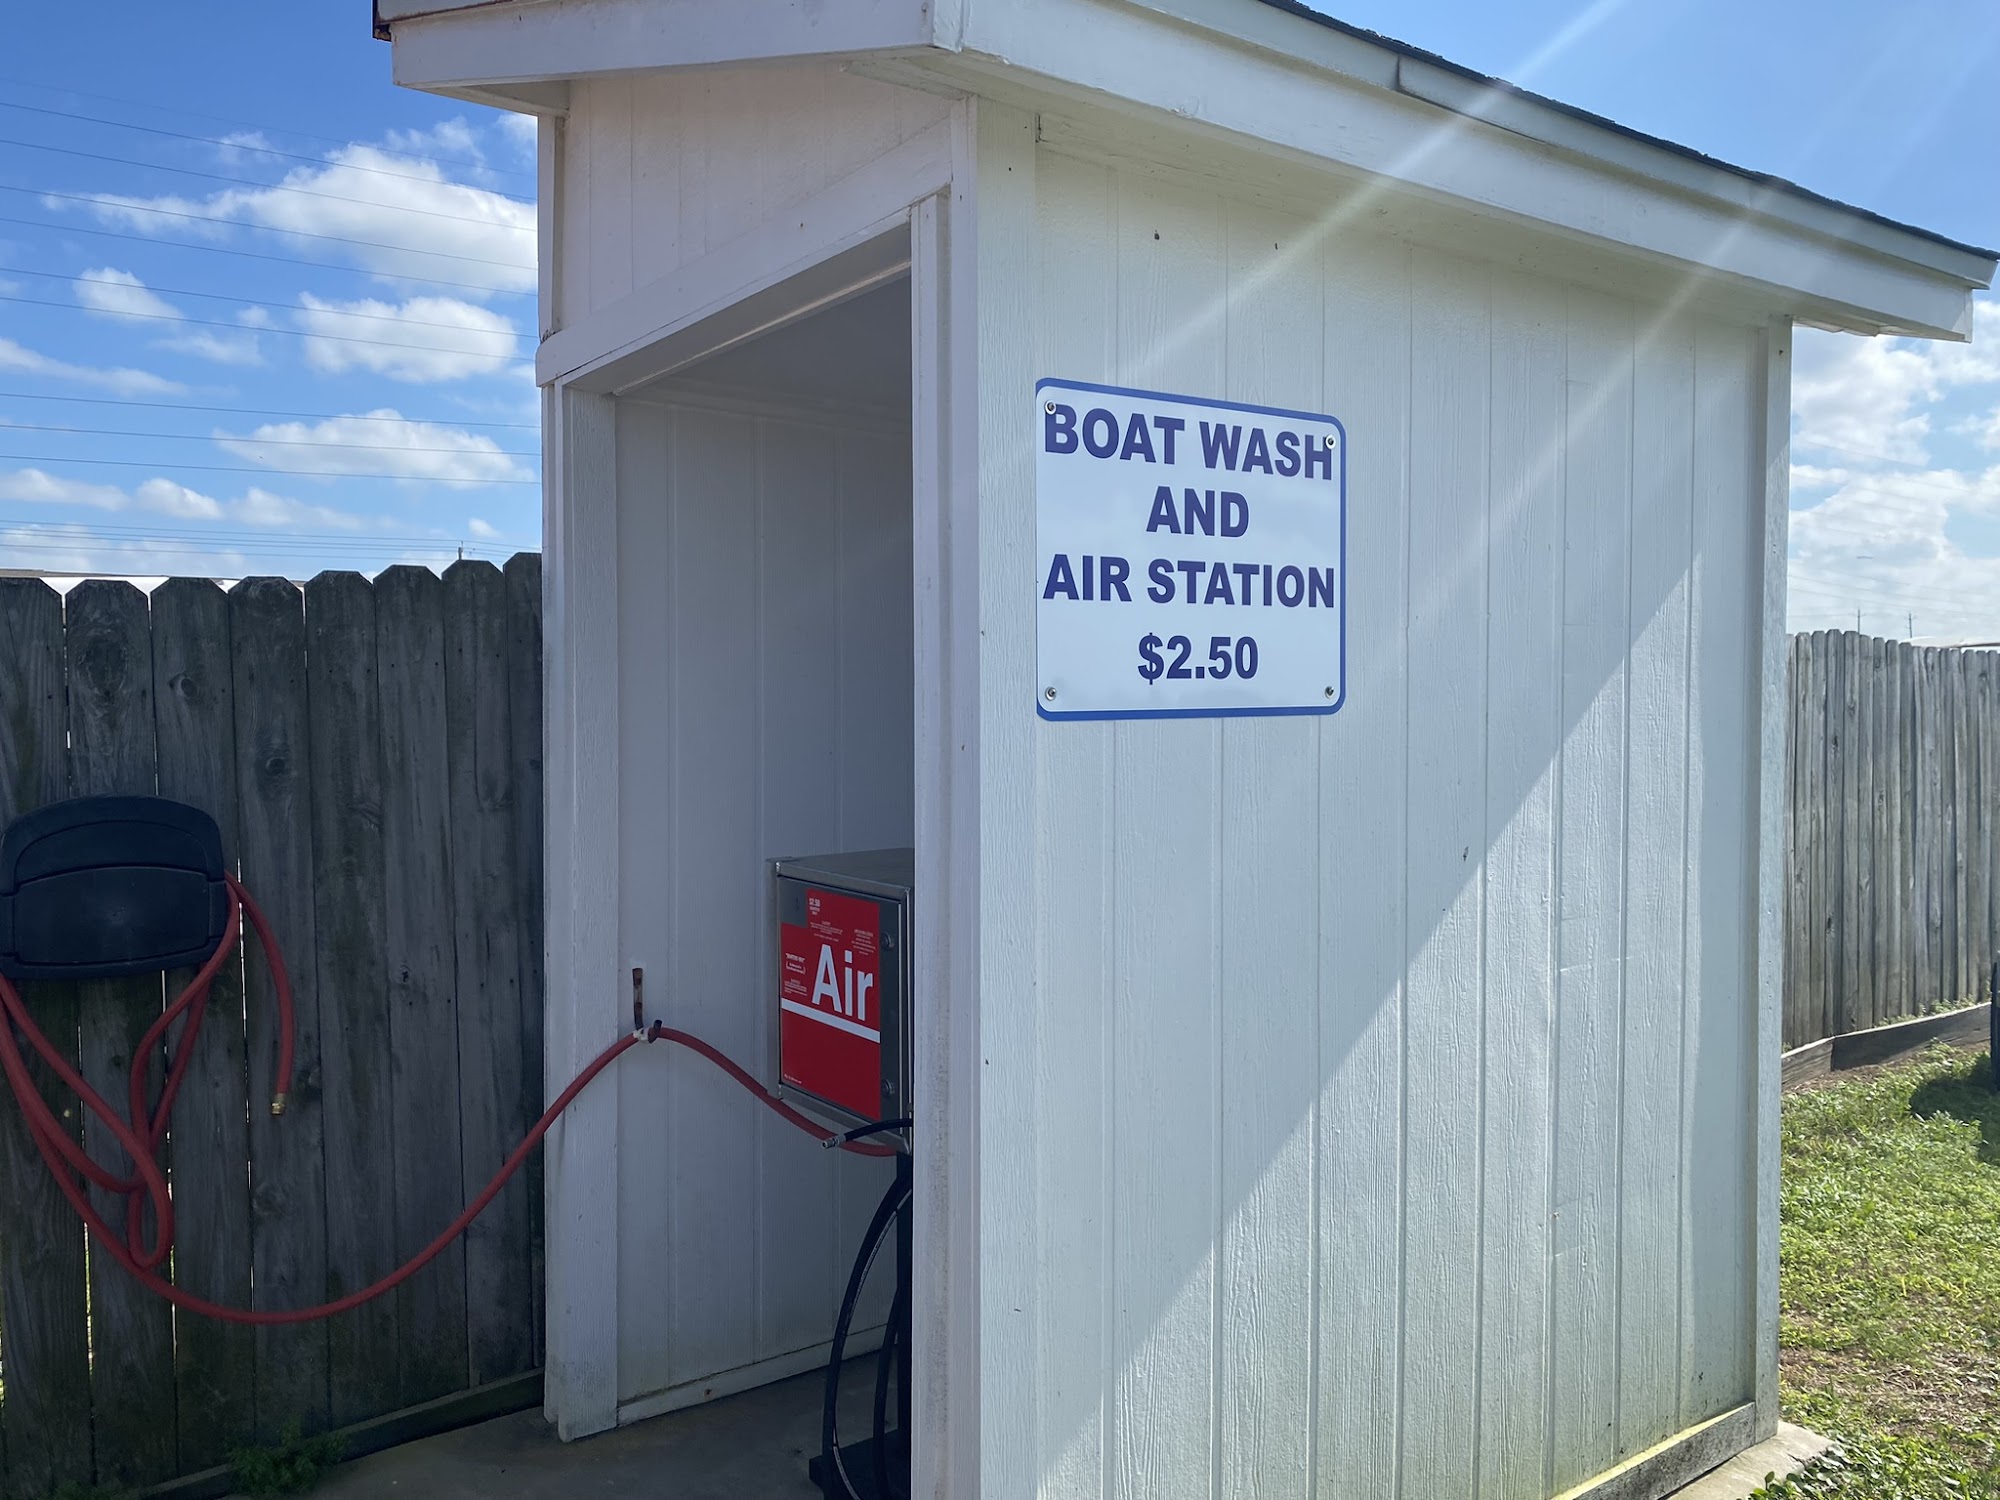 BOAT WASH
AND
AIR STATION
$2.50
Air